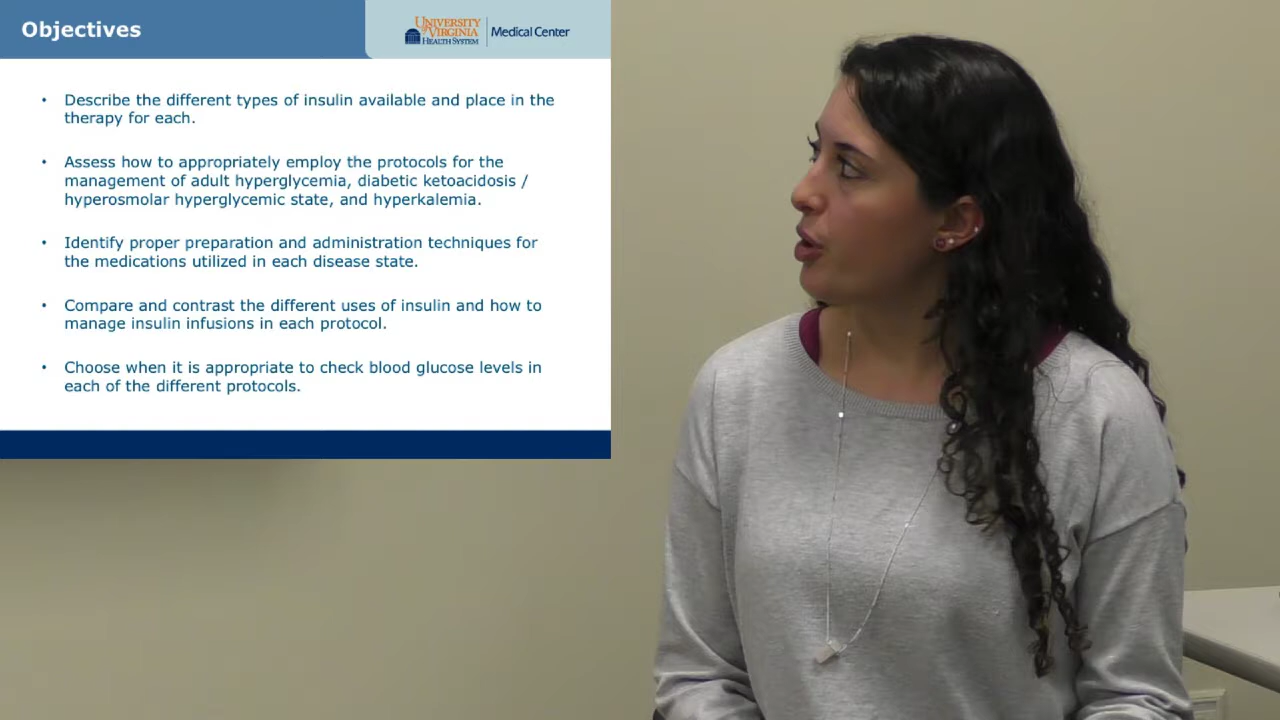 Objectives
UNIVERSITY
of VIRGINIA
HEALTH SYSTEM
Medical Center
• Describe the different types of insulin available and place in the
therapy for each.
• Assess how to appropriately employ the protocols for the
management of adult hyperglycemia, diabetic ketoacidosis /
hyperosmolar hyperglycemic state, and hyperkalemia.
• Identify proper preparation and administration techniques for
the medications utilized in each disease state.
• Compare and contrast the different uses of insulin and how to
manage insulin infusions in each protocol.
• Choose when it is appropriate to check blood glucose levels in
each of the different protocols.